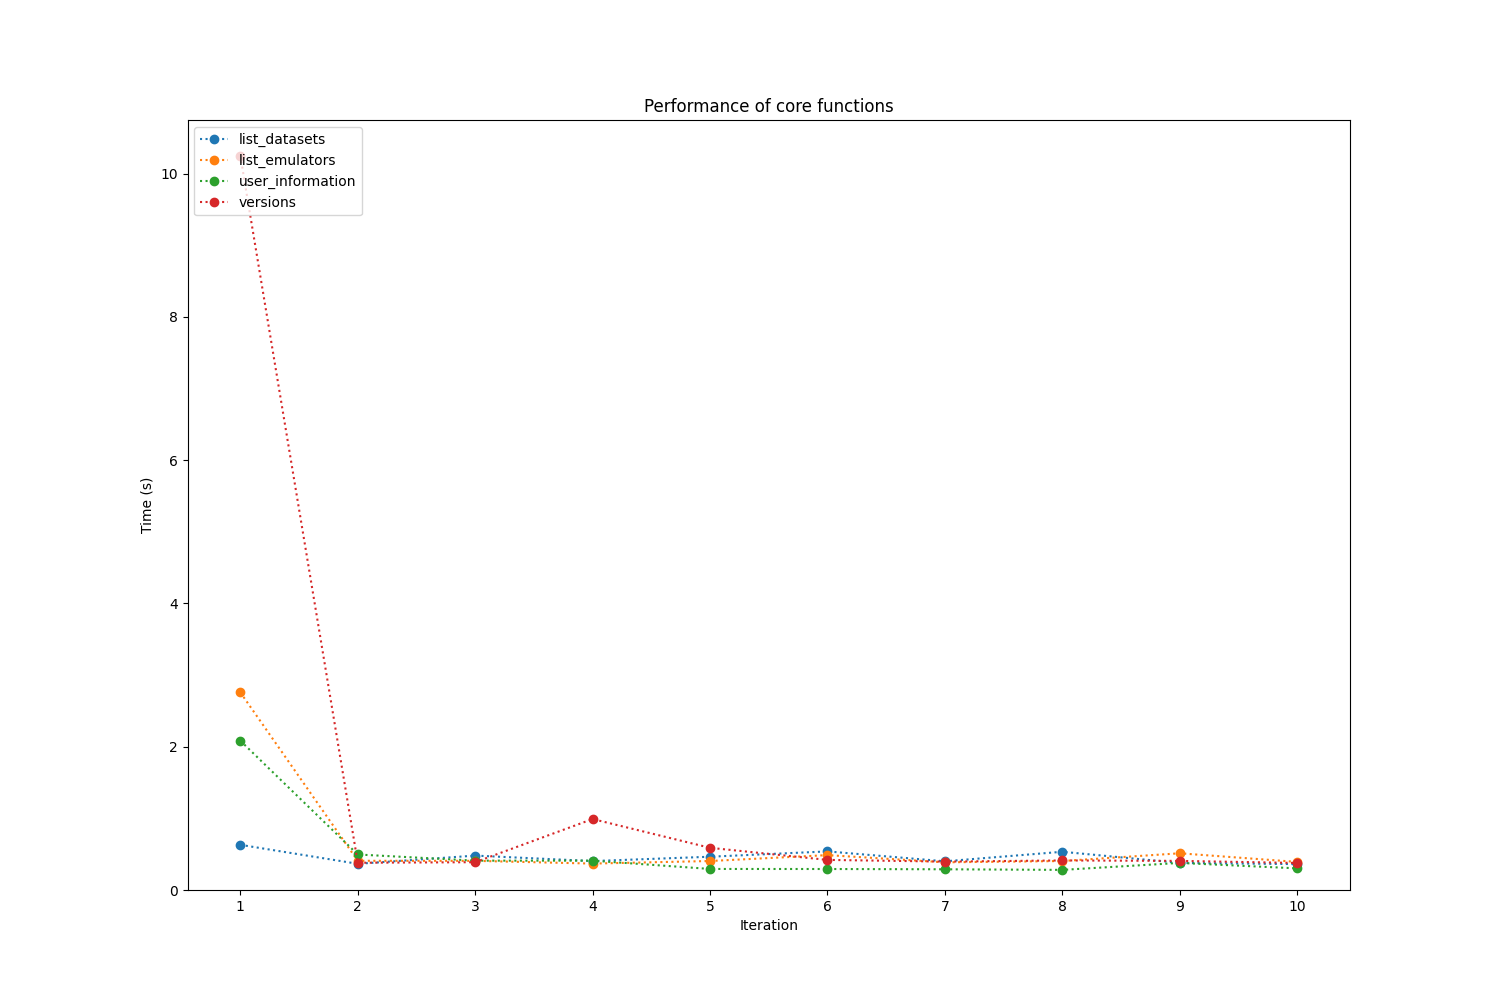 Performance of core functions
list_datasets
list_emulators
user_information
versions
10
8
6
4
2
0
Time (s)
1 2 3 4 5 6 7 8 9 10
Iteration